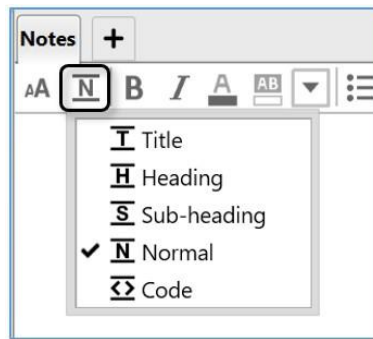 Notes +
AA N B I A AB
T Title
H Heading
S Sub-heading
N Normal
<> Code